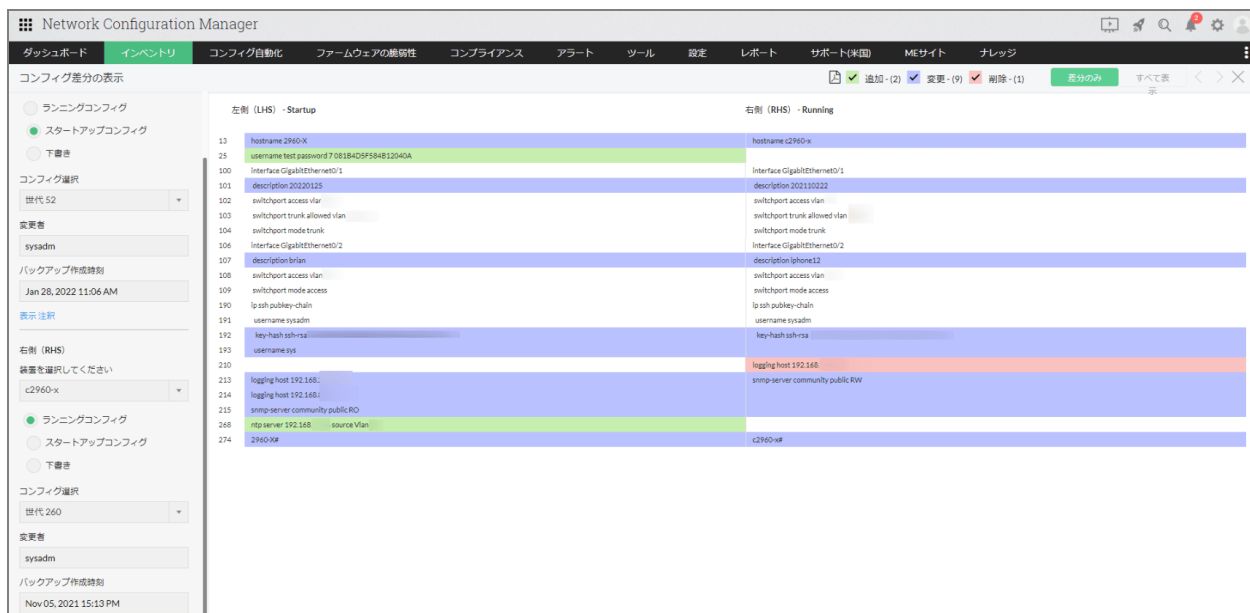 Network Configuration Manager
2
ダッシュボード インベントリ コンフィグ自動化 ファームウェアの脆弱性 コンプライアンス アラート ツール 設定 レポート サポート(米国) MEサイト ナレッジ
コンフィグ差分の表示
追加 - (2) 変更 - (9) 削除 - (1) 差分のみ すべて表示
ランニングコンフィグ
スタートアップコンフィグ
下書き
コンフィグ選択
世代 52
変更者
sysadm
バックアップ作成時刻
Jan 28, 2022 11:06 AM
表示 注釈
右側（RHS）
装置を選択してください
c2960-x
ランニングコンフィグ
スタートアップコンフィグ
下書き
コンフィグ選択
世代 260
変更者
sysadm
バックアップ作成時刻
Nov 05, 2021 15:13 PM
左側（LHS） - Startup 右側（RHS） - Running
13 hostname 2960-X hostname c2960-x
25 username test password 7 081B4D5F584B12040A
100 interface GigabitEthernet0/1 interface GigabitEthernet0/1
101 description 20220125 description 202110222
102 switchport access vlan switchport access vlan
103 switchport trunk allowed vlan switchport trunk allowed vlan
104 switchport mode trunk switchport mode trunk
106 interface GigabitEthernet0/2 interface GigabitEthernet0/2
107 description brian description iphone12
108 switchport access vlan switchport access vlan
109 switchport mode access switchport mode access
190 ip ssh pubkey-chain ip ssh pubkey-chain
191 username sysadm username sysadm
192 key-hash ssh-rsa key-hash ssh-rsa
193 username sys
210 logging host 192.168.
213 logging host 192.168. snmp-server community public RW
214 logging host 192.168.
215 snmp-server community public RO
268 ntp server 192.168. source Vlan
274 2960-X# c2960-x#